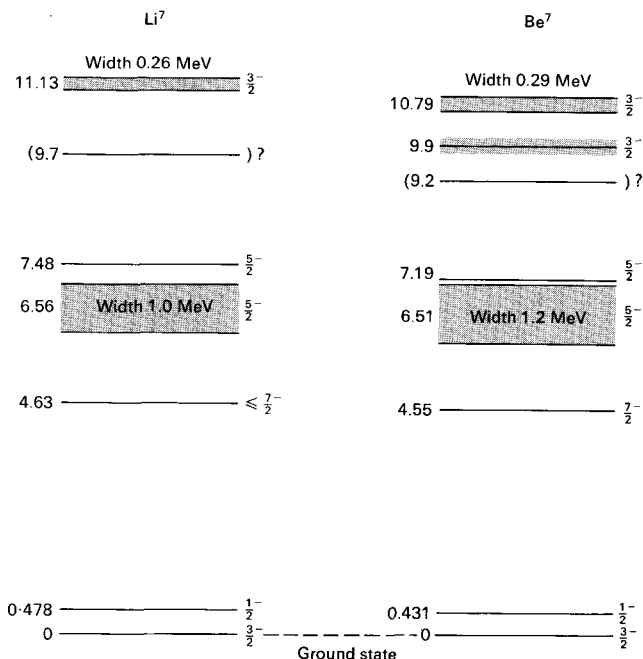 Li⁷
Width 0.26 MeV
11.13 3/2⁻
(9.7 ) ?
7.48 5/2⁻
6.56 Width 1.0 MeV 5/2⁻
4.63 ⩽ 7/2⁻
0·478 1/2⁻
0 3/2⁻
Be⁷
Width 0.29 MeV
10.79 3/2⁻
9.9 3/2⁻
(9.2 ) ?
7.19 5/2⁻
6.51 Width 1.2 MeV 5/2⁻
4.55 7/2⁻
0.431 1/2⁻
0 3/2⁻
Ground state